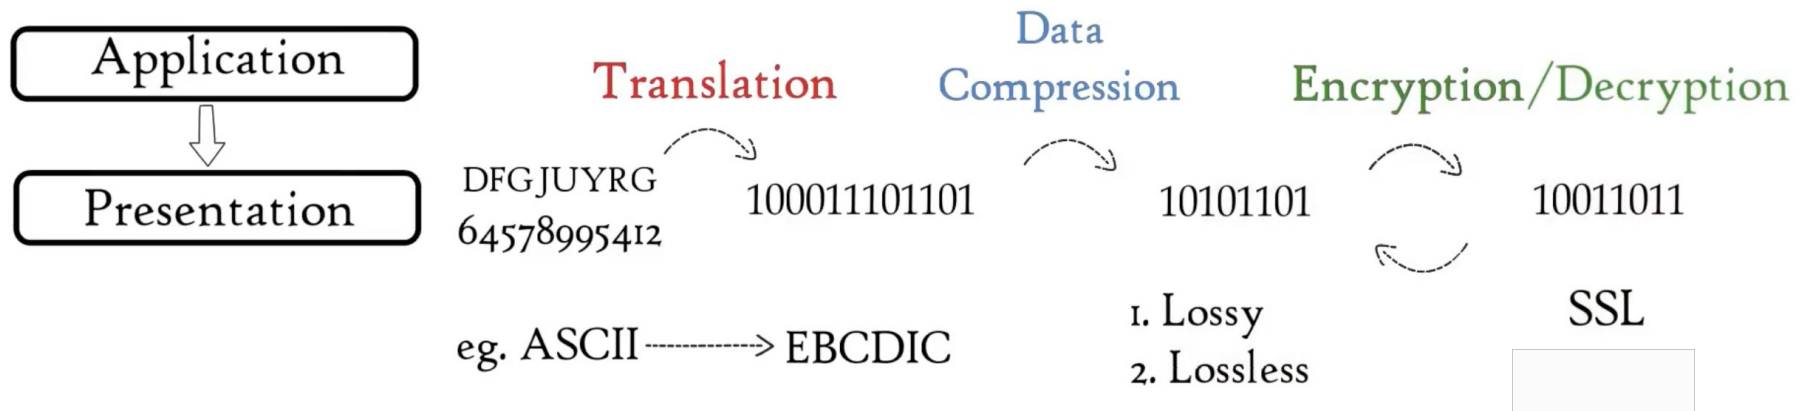 Application
Presentation
Translation
DFGJUYRG
64578995412
100011101101
eg. ASCII
EBCDIC
Data
Compression
10101101
1. Lossy
2. Lossless
Encryption/Decryption
10011011
SSL